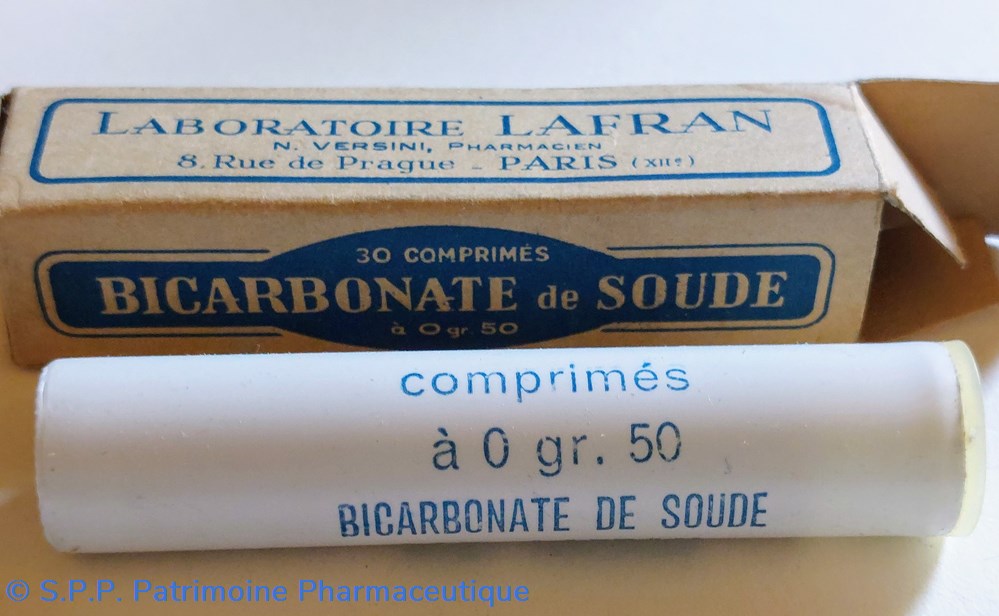 LABORATOIRE LAFRAN
N. VERSINI, PHARMACIEN
8. Rue de Prague - PARIS (XIIe)
30 COMPRIMÉS
BICARBONATE de SOUDE
à 0 gr. 50
comprimés
à 0 gr. 50
BICARBONATE DE SOUDE
© S.P.P. Patrimoine Pharmaceutique